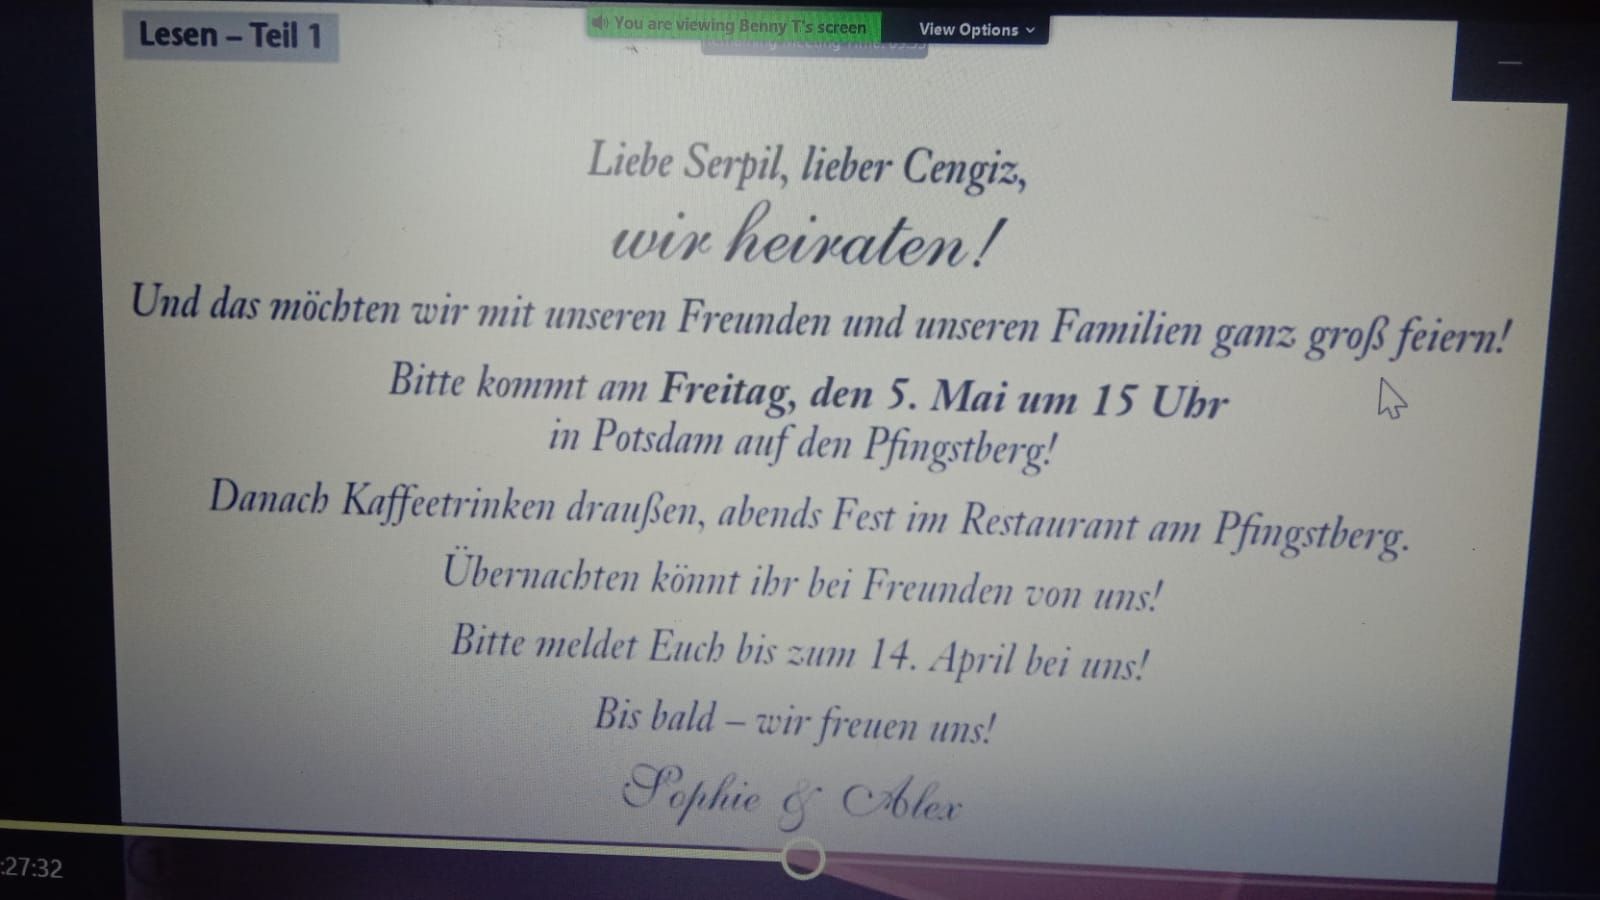 Lesen – Teil 1
You are viewing Benny T's screen
View Options
Liebe Serpil, lieber Cengiz,
wir heiraten!
Und das möchten wir mit unseren Freunden und unseren Familien ganz groß feiern!
Bitte kommt am Freitag, den 5. Mai um 15 Uhr
in Potsdam auf den Pfingstberg!
Danach Kaffeetrinken draußen, abends Fest im Restaurant am Pfingstberg.
Übernachten könnt ihr bei Freunden von uns!
Bitte meldet Euch bis zum 14. April bei uns!
Bis bald – wir freuen uns!
Sophie & Alex
:27:32